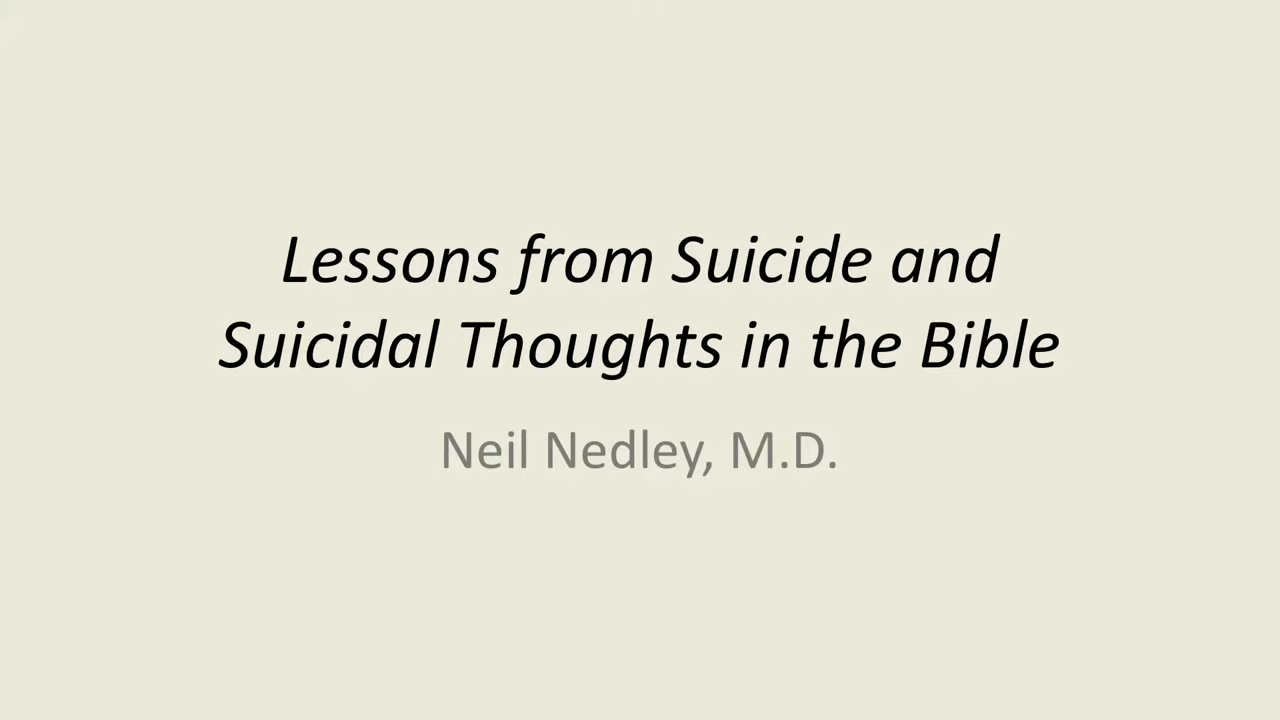 Lessons from Suicide and
Suicidal Thoughts in the Bible
Neil Nedley, M.D.